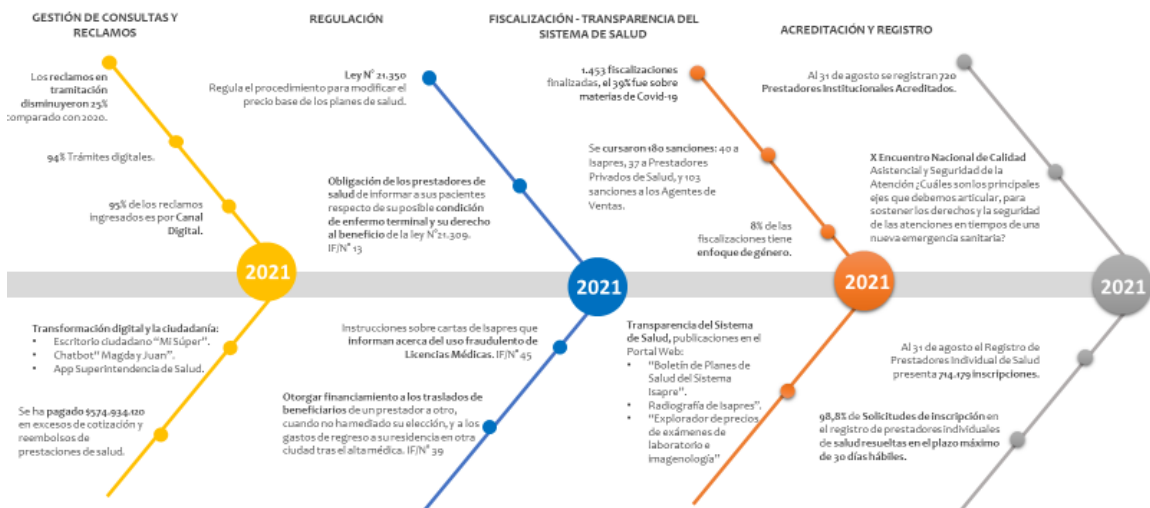 GESTIÓN DE CONSULTAS Y
RECLAMOS
Los reclamos en
tramitación
disminuyeron 25%
comparado con 2020.
94% Trámites digitales.
95% de los reclamos
ingresados es por Canal
Digital.
2021
Transformación digital y la ciudadanía:
• Escritorio ciudadano "Mi Súper".
• Chatbot" Magda y Juan".
• App Superintendencia de Salud.
Se ha pagado $574.934.120
en excesos de cotización y
reembolsos de
prestaciones de salud.
REGULACIÓN
Ley N° 21.350
Regula el procedimiento para modificar el
precio base de los planes de salud.
Obligación de los prestadores de
salud de informar a sus pacientes
respecto de su posible condición
de enfermo terminal y su derecho
al beneficio de la ley N°21.309.
IF/N° 13
2021
Instrucciones sobre cartas de Isapres que
informan acerca del uso fraudulento de
Licencias Médicas. IF/N° 45
Otorgar financiamiento a los traslados de
beneficiarios de un prestador a otro,
cuando no ha mediado su elección, y a los
gastos de regreso a su residencia en otra
ciudad tras el alta médica. IF/N° 39
FISCALIZACIÓN - TRANSPARENCIA DEL
SISTEMA DE SALUD
1.453 fiscalizaciones
finalizadas, el 39% fue sobre
materias de Covid-19
Se cursaron 180 sanciones: 40 a
Isapres, 37 a Prestadores
Privados de Salud, y 103
sanciones a los Agentes de
Ventas.
8% de las
fiscalizaciones tiene
enfoque de género.
2021
Transparencia del Sistema
de Salud, publicaciones en el
Portal Web:
• "Boletín de Planes de
Salud del Sistema
Isapre".
• Radiografía de Isapres".
• "Explorador de precios
de exámenes de
laboratorio e
imagenología"
ACREDITACIÓN Y REGISTRO
Al 31 de agosto se registran 720
Prestadores Institucionales Acreditados.
X Encuentro Nacional de Calidad
Asistencial y Seguridad de la
Atención ¿Cuáles son los principales
ejes que debemos articular, para
sostener los derechos y la seguridad
de las atenciones en tiempos de una
nueva emergencia sanitaria?
2021
Al 31 de agosto el Registro de
Prestadores Individual de Salud
presenta 714.179 inscripciones.
98,8% de Solicitudes de inscripción en
el registro de prestadores individuales
de salud resueltas en el plazo máximo
de 30 días hábiles.